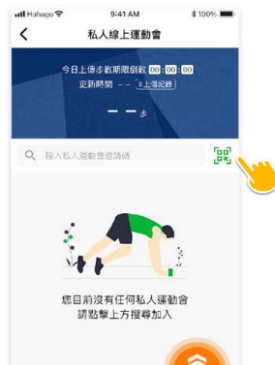 Hahago 9:41 AM 100%
私人線上運動會
今日上傳步數期限倒數 00:00:00
更新時間 -- 上傳紀錄
-- 步
輸入私人運動會邀請碼
您目前沒有任何私人運動會
請點擊上方搜尋加入